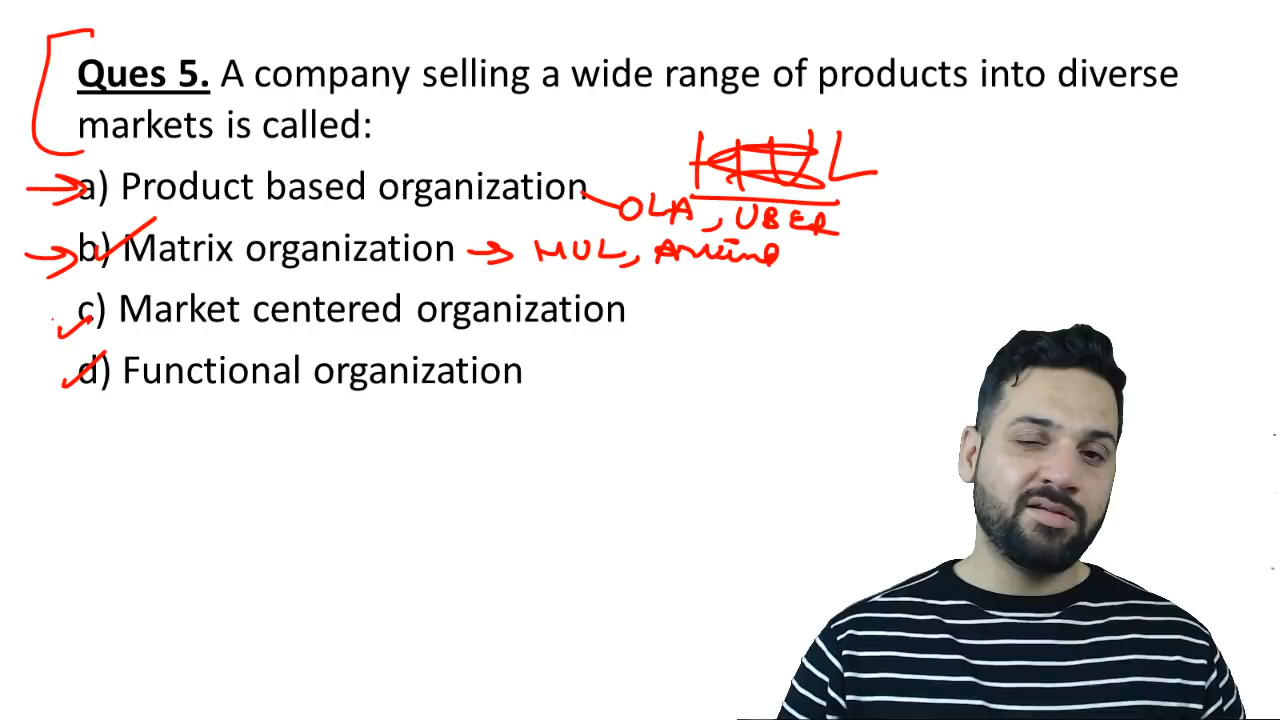 Ques 5. A company selling a wide range of products into diverse
markets is called:
a) Product based organization
OLA, UBER
b) Matrix organization → HUL,
c) Market centered organization
d) Functional organization